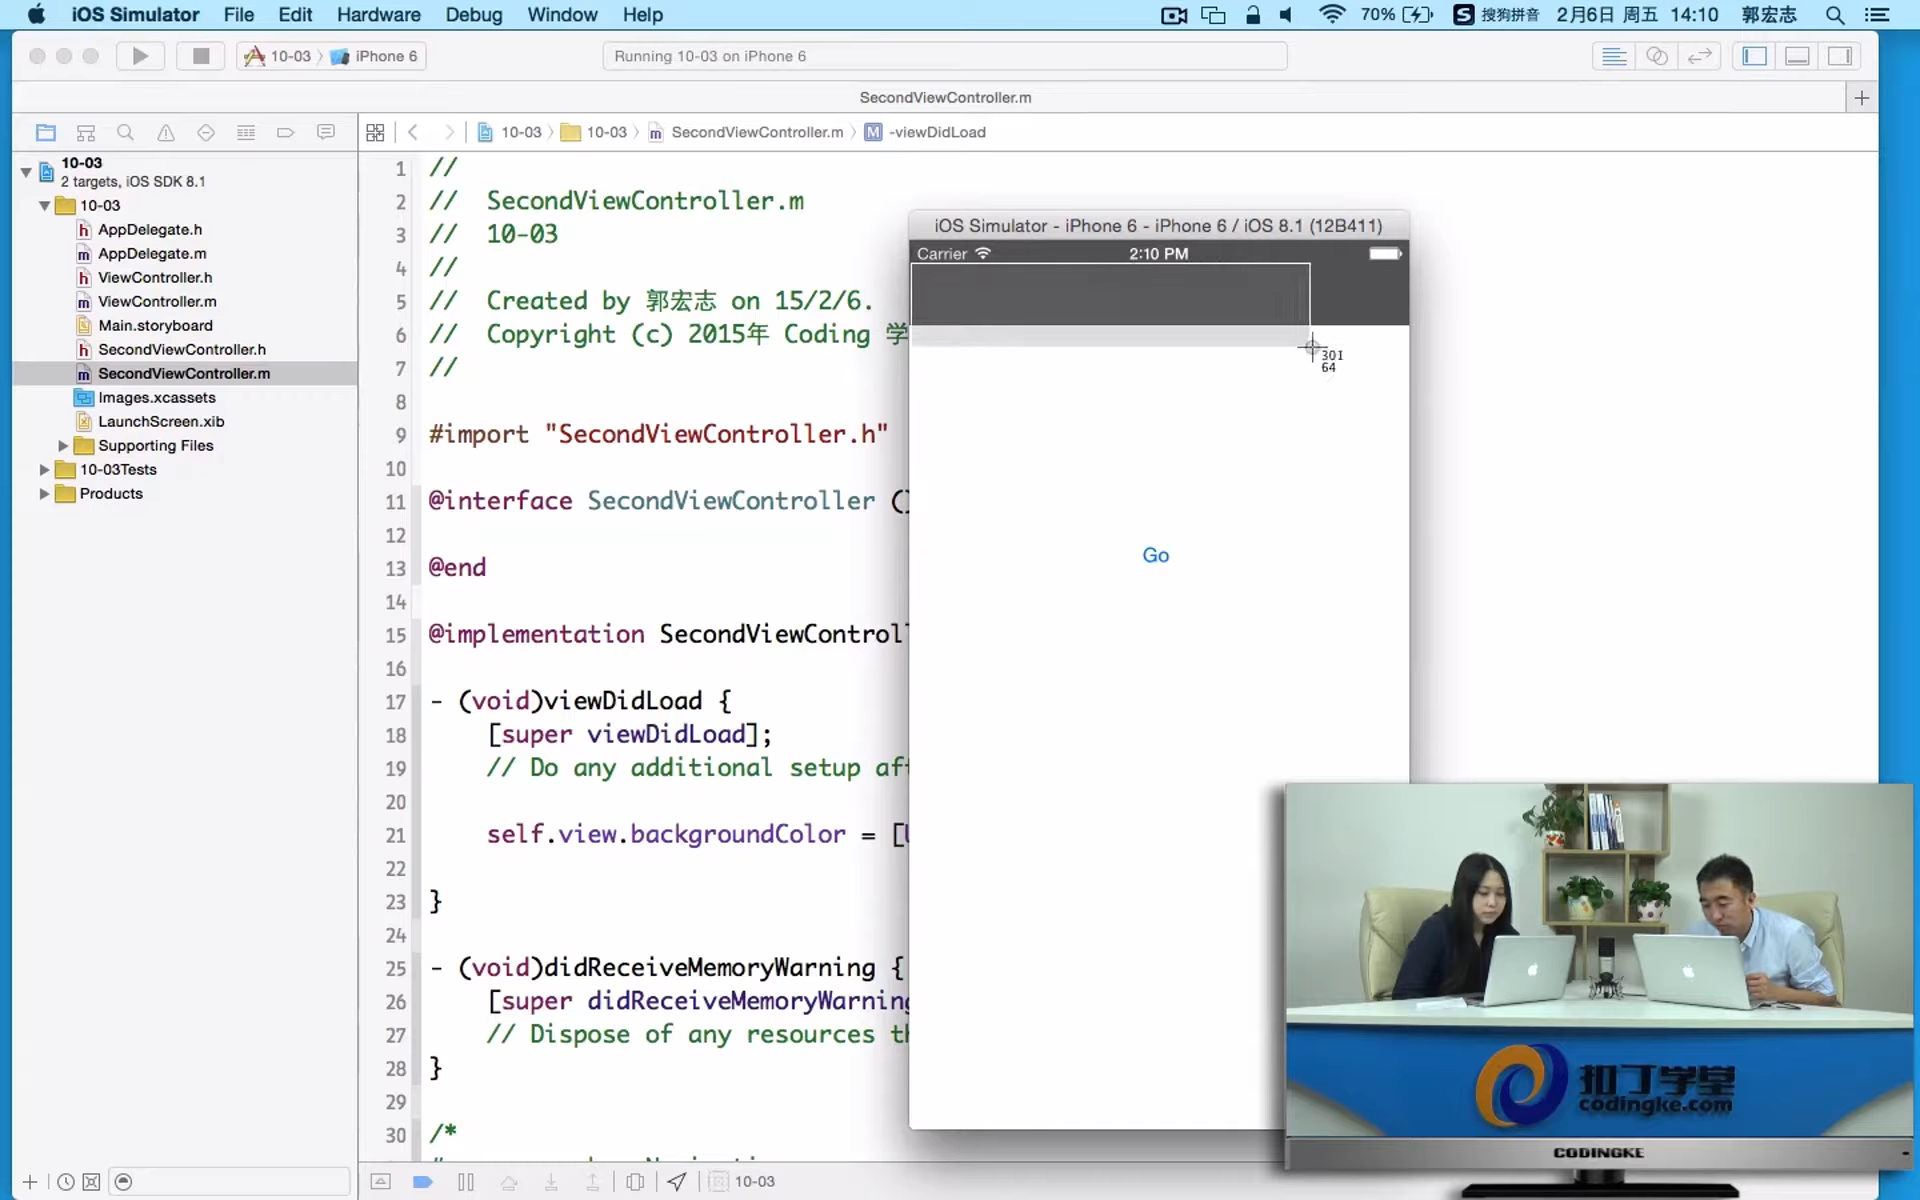 iOS Simulator File Edit Hardware Debug Window Help 70% S 搜狗拼音 2月6日 周五 14:10 郭宏志
10-03 〉 iPhone 6 Running 10-03 on iPhone 6
SecondViewController.m
10-03 〉 10-03 〉 m SecondViewController.m 〉 M -viewDidLoad
10-03
2 targets, iOS SDK 8.1
10-03
h AppDelegate.h
m AppDelegate.m
h ViewController.h
m ViewController.m
Main.storyboard
h SecondViewController.h
m SecondViewController.m
Images.xcassets
LaunchScreen.xib
Supporting Files
10-03Tests
Products
1 //
2 // SecondViewController.m
3 // 10-03
4 //
5 // Created by 郭宏志 on 15/2/6.
6 // Copyright (c) 2015年 Coding 学
7 //
8
9 #import "SecondViewController.h"
10
11 @interface SecondViewController ()
12
13 @end
14
15 @implementation SecondViewControl
16
17 - (void)viewDidLoad {
18 [super viewDidLoad];
19 // Do any additional setup af
20
21 self.view.backgroundColor = [
22
23 }
24
25 - (void)didReceiveMemoryWarning {
26 [super didReceiveMemoryWarning
27 // Dispose of any resources t
28 }
29
30 /*
iOS Simulator - iPhone 6 - iPhone 6 / iOS 8.1 (12B411)
Carrier 2:10 PM
301
64
Go
扣丁学堂
codingke.com
CODINGKE
10-03